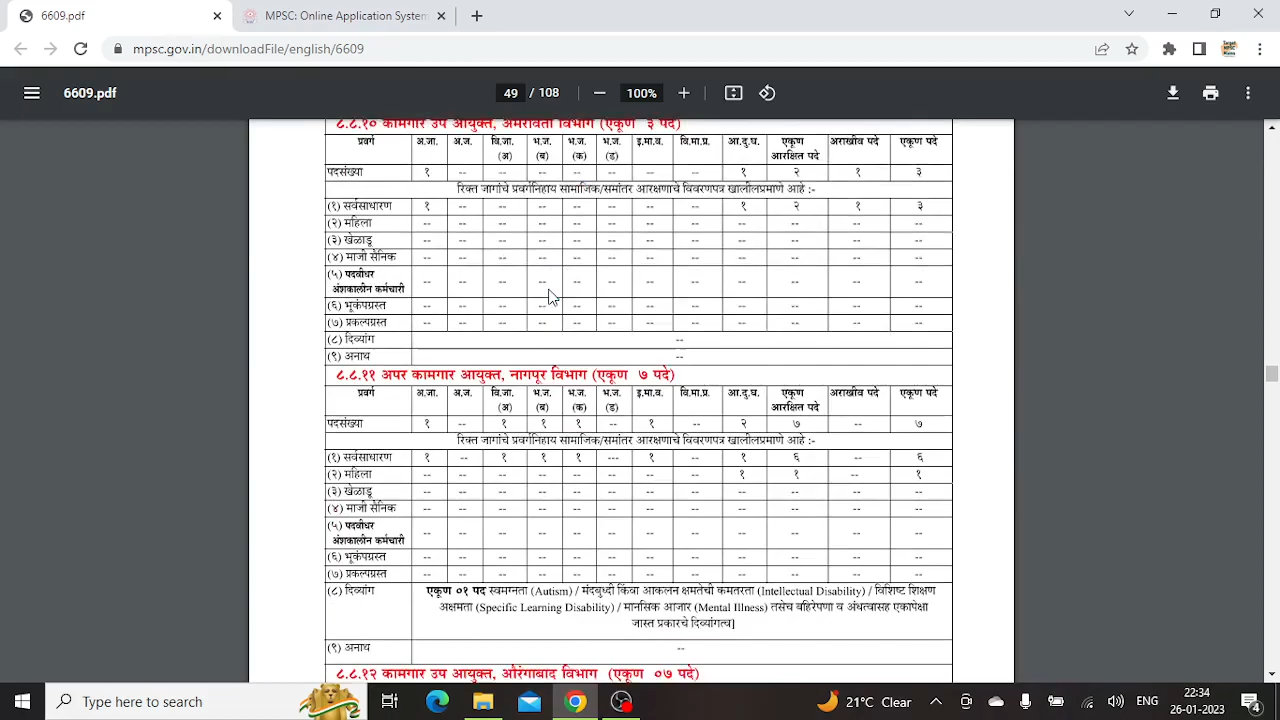 6609.pdf
MPSC: Online Application System
mpsc.gov.in/downloadFile/english/6609
6609.pdf 49 / 108 100%
८.८.१० कामगार उप आयुक्त, अमरावती विभाग (एकूण ३ पदे)
प्रवर्ग अ.जा. अ.ज. वि.जा. (अ) भ.ज. (ब) भ.ज. (क) भ.ज. (ड) इ.मा.व. वि.मा.प्र. आ.दु.घ. एकूण आरक्षित पदे अराखीव पदे एकूण पदे
पदसंख्या १ -- -- -- -- -- -- -- १ २ १ ३
रिक्त जागांचे प्रवर्गनिहाय सामाजिक/समांतर आरक्षणाचे विवरणपत्र खालीलप्रमाणे आहे :-
(१) सर्वसाधारण १ -- -- -- -- -- -- -- १ २ १ ३
(२) महिला -- -- -- -- -- -- -- -- -- -- -- --
(३) खेळाडू -- -- -- -- -- -- -- -- -- -- -- --
(४) माजी सैनिक -- -- -- -- -- -- -- -- -- -- -- --
(५) पदवीधर
अंशकालीन कर्मचारी -- -- -- -- -- -- -- -- -- -- -- --
(६) भूकंपग्रस्त -- -- -- -- -- -- -- -- -- -- -- --
(७) प्रकल्पग्रस्त -- -- -- -- -- -- -- -- -- -- -- --
(८) दिव्यांग --
(९) अनाथ --
८.८.११ अपर कामगार आयुक्त, नागपूर विभाग (एकूण ७ पदे)
प्रवर्ग अ.जा. अ.ज. वि.जा. (अ) भ.ज. (ब) भ.ज. (क) भ.ज. (ड) इ.मा.व. वि.मा.प्र. आ.दु.घ. एकूण आरक्षित पदे अराखीव पदे एकूण पदे
पदसंख्या १ -- १ १ १ -- १ -- २ ७ -- ७
रिक्त जागांचे प्रवर्गनिहाय सामाजिक/समांतर आरक्षणाचे विवरणपत्र खालीलप्रमाणे आहे :-
(१) सर्वसाधारण १ -- १ १ १ --- १ -- १ ६ -- ६
(२) महिला -- -- -- -- -- -- -- -- १ १ -- १
(३) खेळाडू -- -- -- -- -- -- -- -- -- -- -- --
(४) माजी सैनिक -- -- -- -- -- -- -- -- -- -- -- --
(५) पदवीधर
अंशकालीन कर्मचारी -- -- -- -- -- -- -- -- -- -- -- --
(६) भूकंपग्रस्त -- -- -- -- -- -- -- -- -- -- -- --
(७) प्रकल्पग्रस्त -- -- -- -- -- -- -- -- -- -- -- --
(८) दिव्यांग एकूण ०१ पद स्वमग्नता (Autism) / मंदबुध्दी किंवा आकलन क्षमतेची कमतरता (Intellectual Disability) / विशिष्ट शिक्षण
अक्षमता (Specific Learning Disability) / मानसिक आजार (Mental Illness) तसेच बहिरेपणा व अंधत्वासह एकापेक्षा
जास्त प्रकारचे दिव्यांगत्व]
(९) अनाथ --
८.८.१२ कामगार उप आयुक्त, औरंगाबाद विभाग (एकूण ०७ पदे)
Type here to search
21°C Clear
ENG
22:34
26-01-2023
4